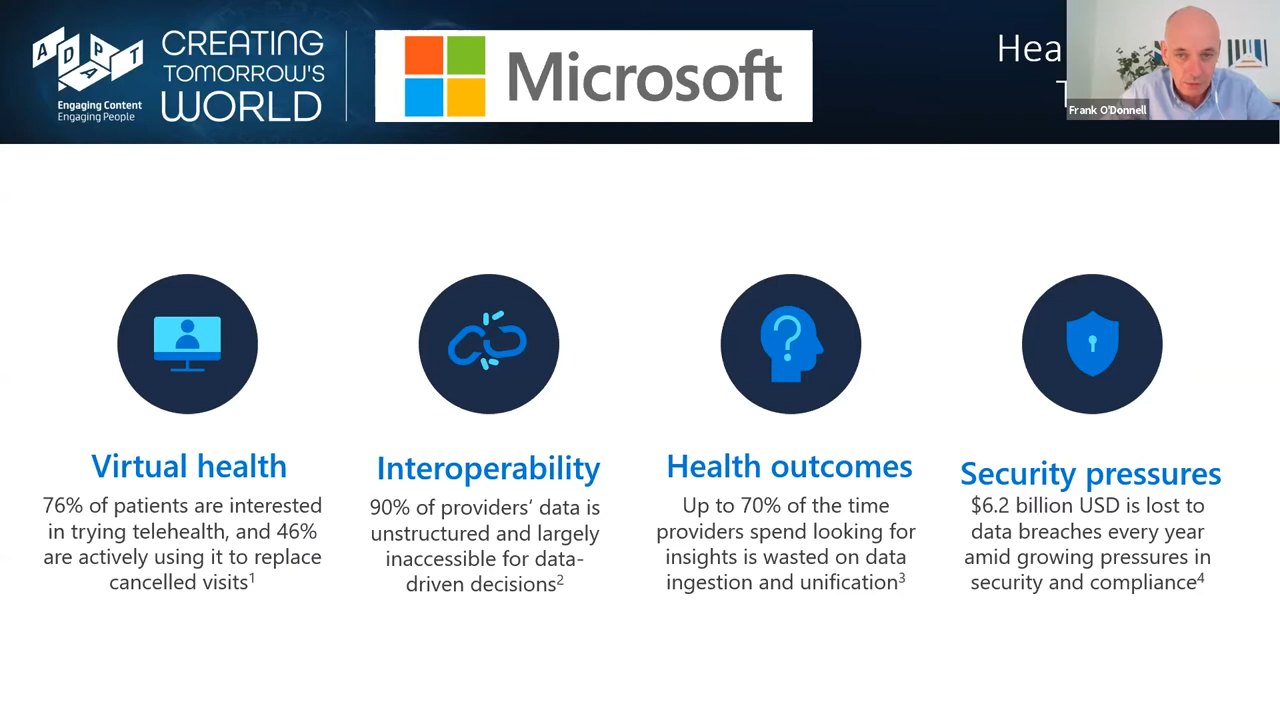 ADAPT
Engaging Content
Engaging People
CREATING
TOMORROW'S
WORLD
Microsoft
Frank O'Donnell
Virtual health
76% of patients are interested
in trying telehealth, and 46%
are actively using it to replace
cancelled visits1
Interoperability
90% of providers‘ data is
unstructured and largely
inaccessible for data-
driven decisions2
Health outcomes
Up to 70% of the time
providers spend looking for
insights is wasted on data
ingestion and unification3
Security pressures
$6.2 billion USD is lost to
data breaches every year
amid growing pressures in
security and compliance4